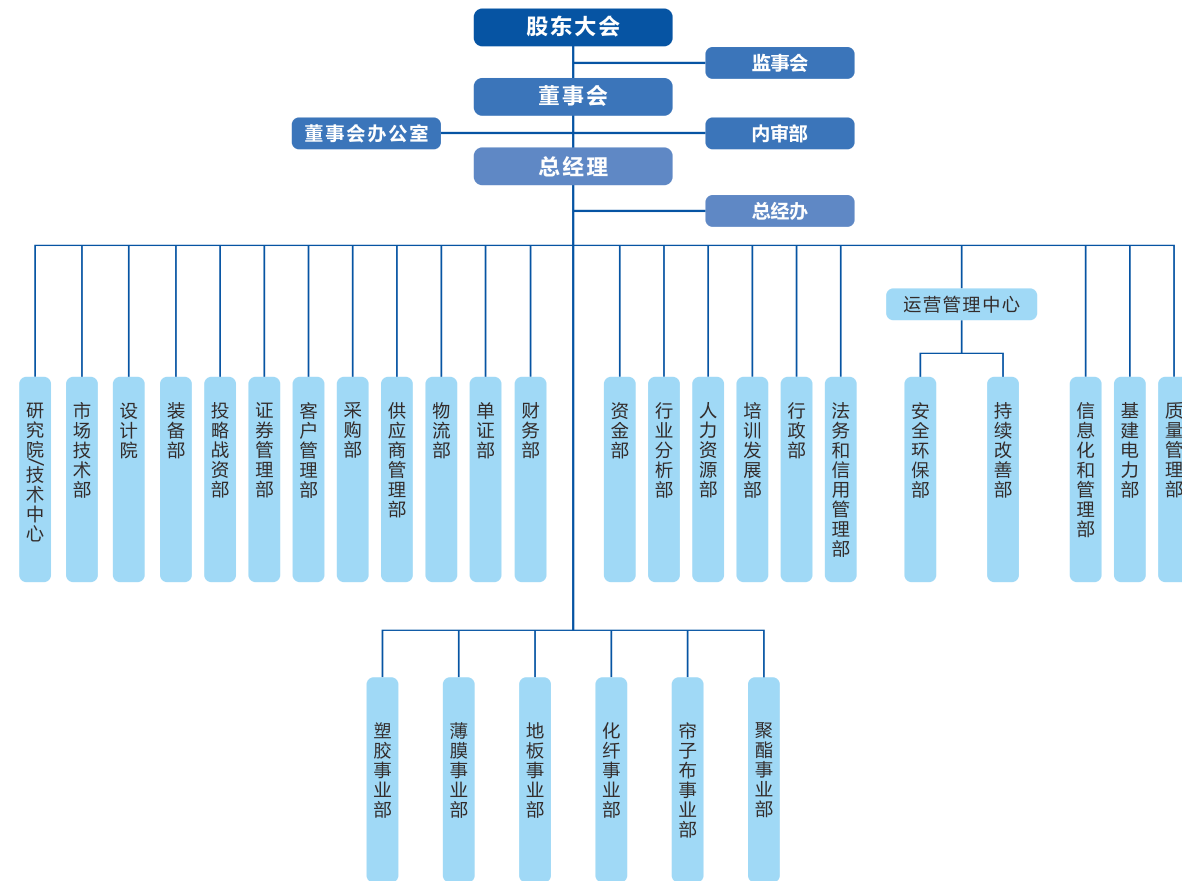 股东大会
监事会
董事会
董事会办公室
内审部
总经理
总经办
运营管理中心
研究院/技术中心
市场技术部
设计院
装备部
投略战资部
证券管理部
客户管理部
采购部
供应商管理部
物流部
单证部
财务部
资金部
行业分析部
人力资源部
培训发展部
行政部
法务和信用管理部
安全环保部
持续改善部
信息化和管理部
基建电力部
质量管理部
塑胶事业部
薄膜事业部
地板事业部
化纤事业部
帘子布事业部
聚酯事业部